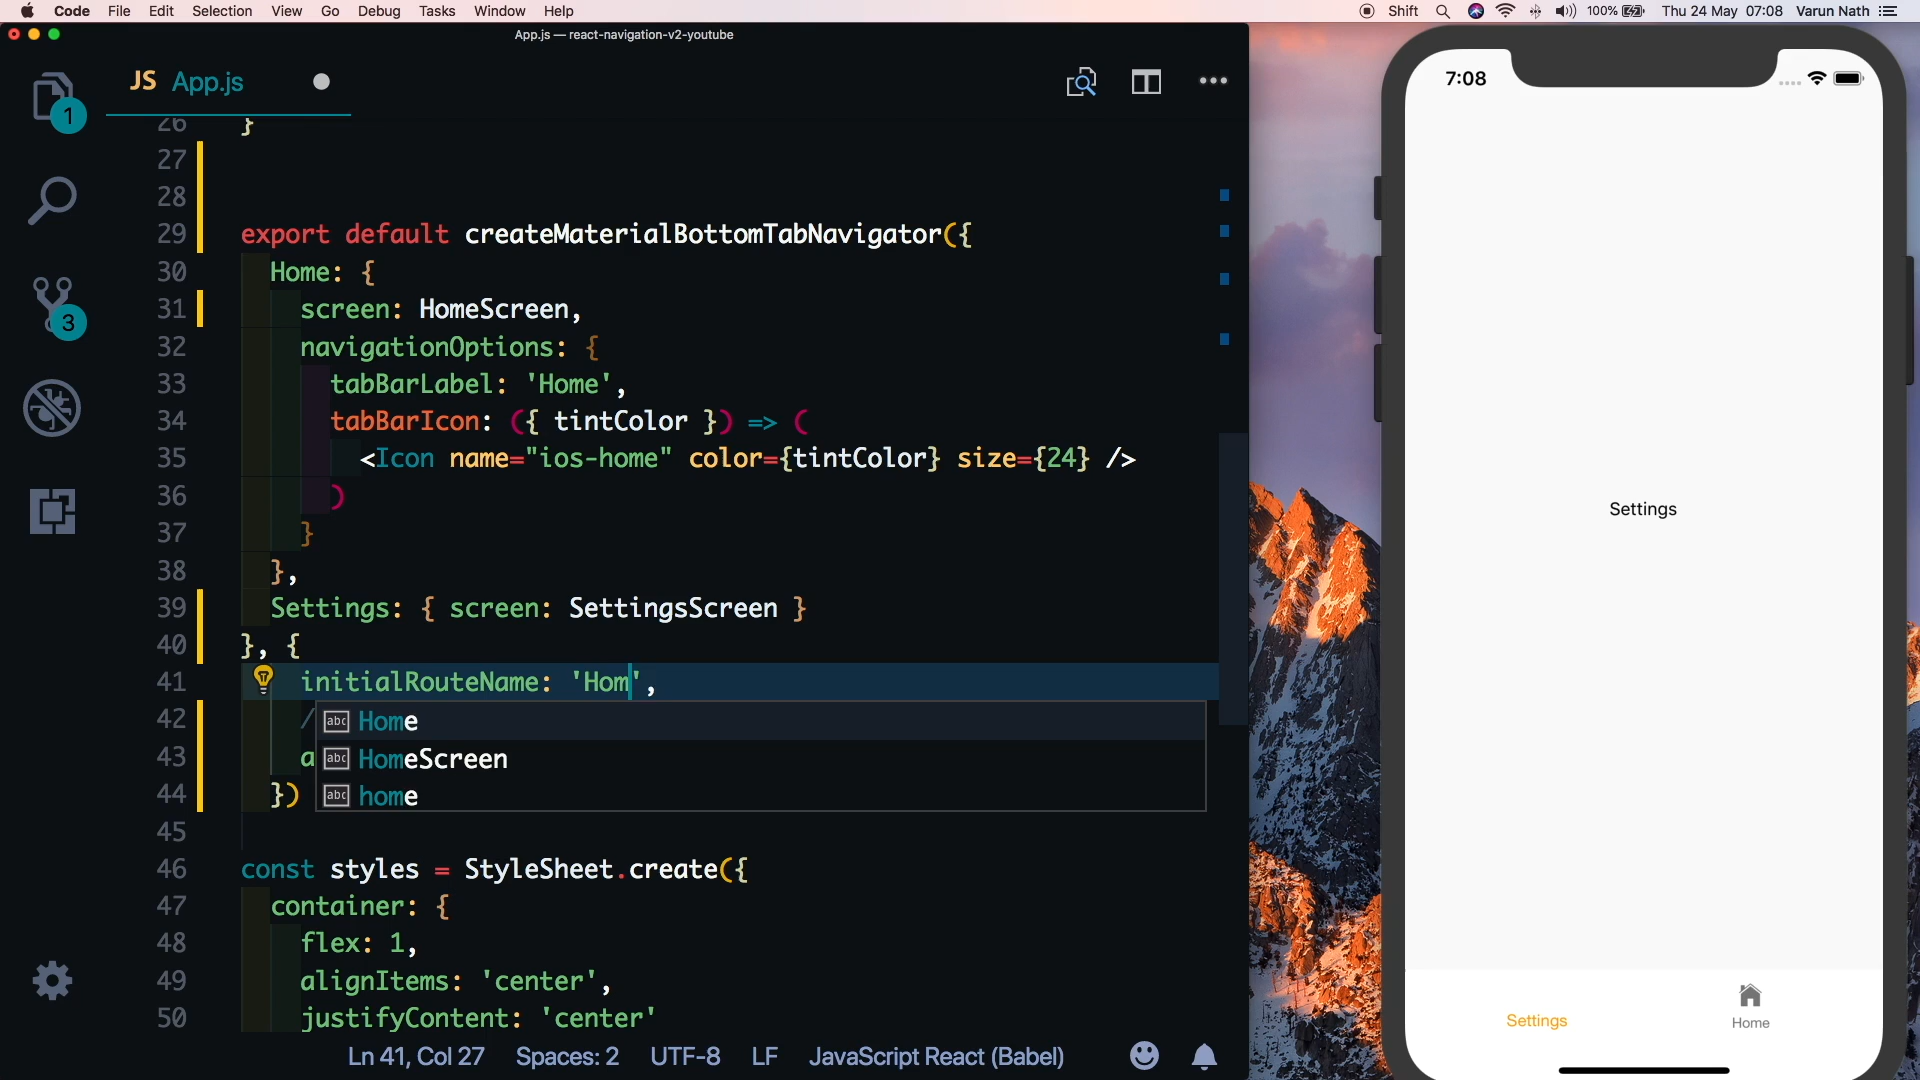 Code File Edit Selection View Go Debug Tasks Window Help Shift 100% Thu 24 May 07:08 Varun Nath
App.js — react-navigation-v2-youtube
JS App.js
1
3
26 }
27
28
29 export default createMaterialBottomTabNavigator({
30 Home: {
31 screen: HomeScreen,
32 navigationOptions: {
33 tabBarLabel: 'Home',
34 tabBarIcon: ({ tintColor }) => (
35 <Icon name="ios-home" color={tintColor} size={24} />
36 )
37 }
38 },
39 Settings: { screen: SettingsScreen }
40 }, {
41 initialRouteName: 'Hom',
42 /
43 a
44 })
abc Home
abc HomeScreen
abc home
45
46 const styles = StyleSheet.create({
47 container: {
48 flex: 1,
49 alignItems: 'center',
50 justifyContent: 'center'
Ln 41, Col 27 Spaces: 2 UTF-8 LF JavaScript React (Babel)
7:08
Settings
Settings Home